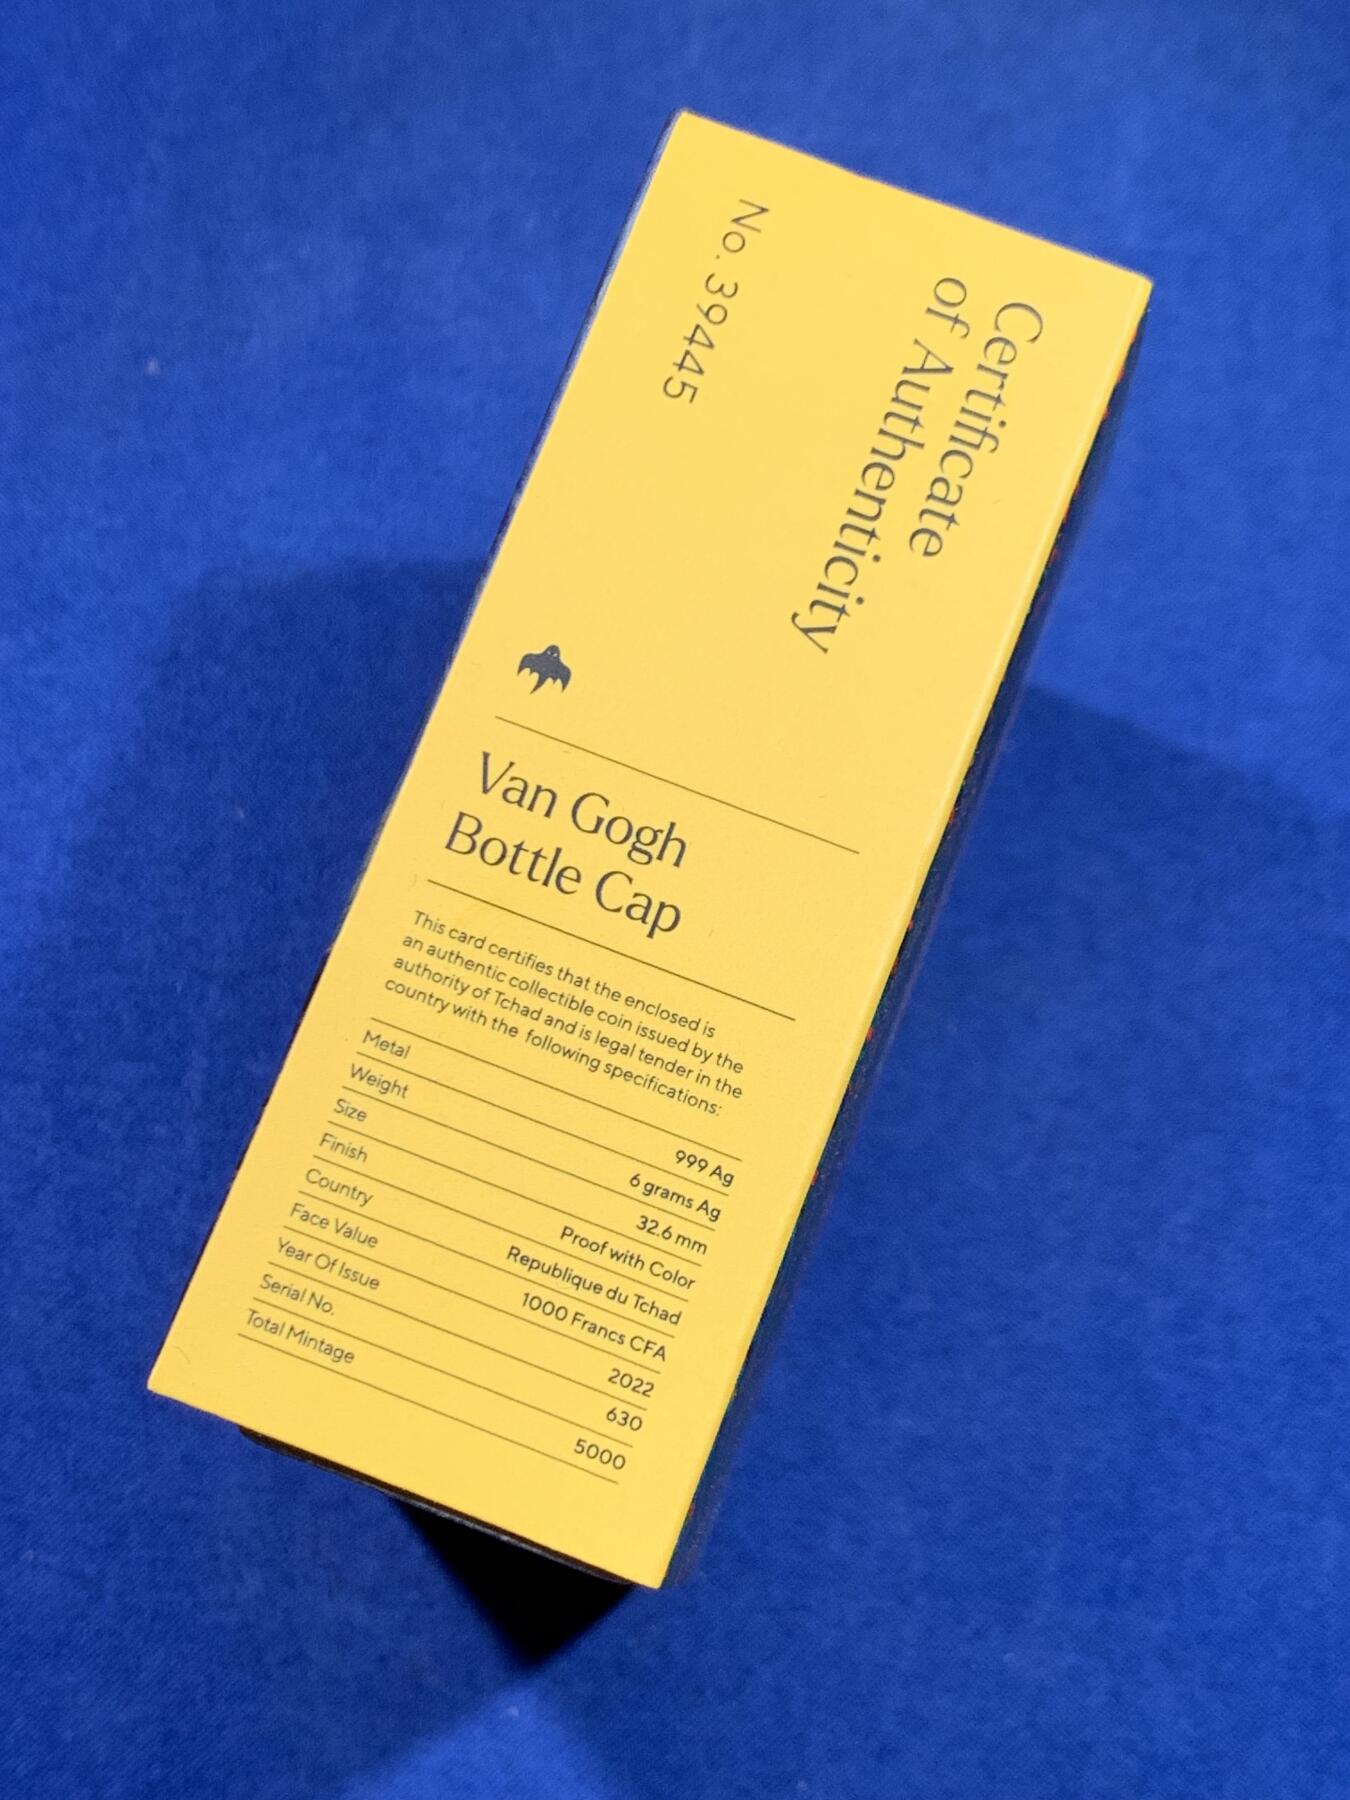 Certificate
of Authenticity
No. 39445
Van Gogh
Bottle Cap
This card certifies that the enclosed is
an authentic collectible coin issued by the
authority of Tchad and is legal tender in the
country with the following specifications:
Metal 999 Ag
Weight 6 grams Ag
Size 32.6 mm
Finish Proof with Color
Country Republique du Tchad
Face Value 1000 Francs CFA
Year Of Issue 2022
Serial No. 630
Total Mintage 5000